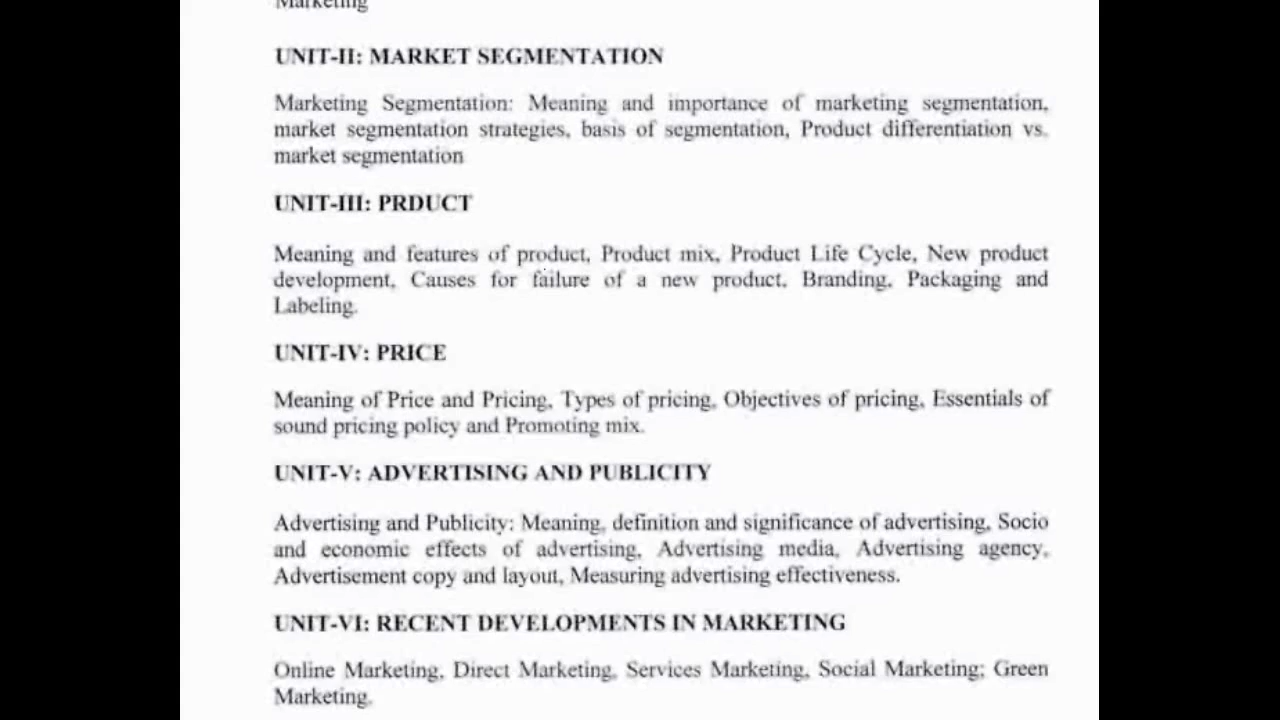 Marketing
UNIT-II: MARKET SEGMENTATION
Marketing Segmentation: Meaning and importance of marketing segmentation,
market segmentation strategies, basis of segmentation, Product differentiation vs.
market segmentation
UNIT-III: PRDUCT
Meaning and features of product, Product mix, Product Life Cycle, New product
development, Causes for failure of a new product, Branding, Packaging and
Labeling.
UNIT-IV: PRICE
Meaning of Price and Pricing, Types of pricing, Objectives of pricing, Essentials of
sound pricing policy and Promoting mix.
UNIT-V: ADVERTISING AND PUBLICITY
Advertising and Publicity: Meaning, definition and significance of advertising, Socio
and economic effects of advertising, Advertising media, Advertising agency,
Advertisement copy and layout, Measuring advertising effectiveness.
UNIT-VI: RECENT DEVELOPMENTS IN MARKETING
Online Marketing, Direct Marketing, Services Marketing, Social Marketing; Green
Marketing.